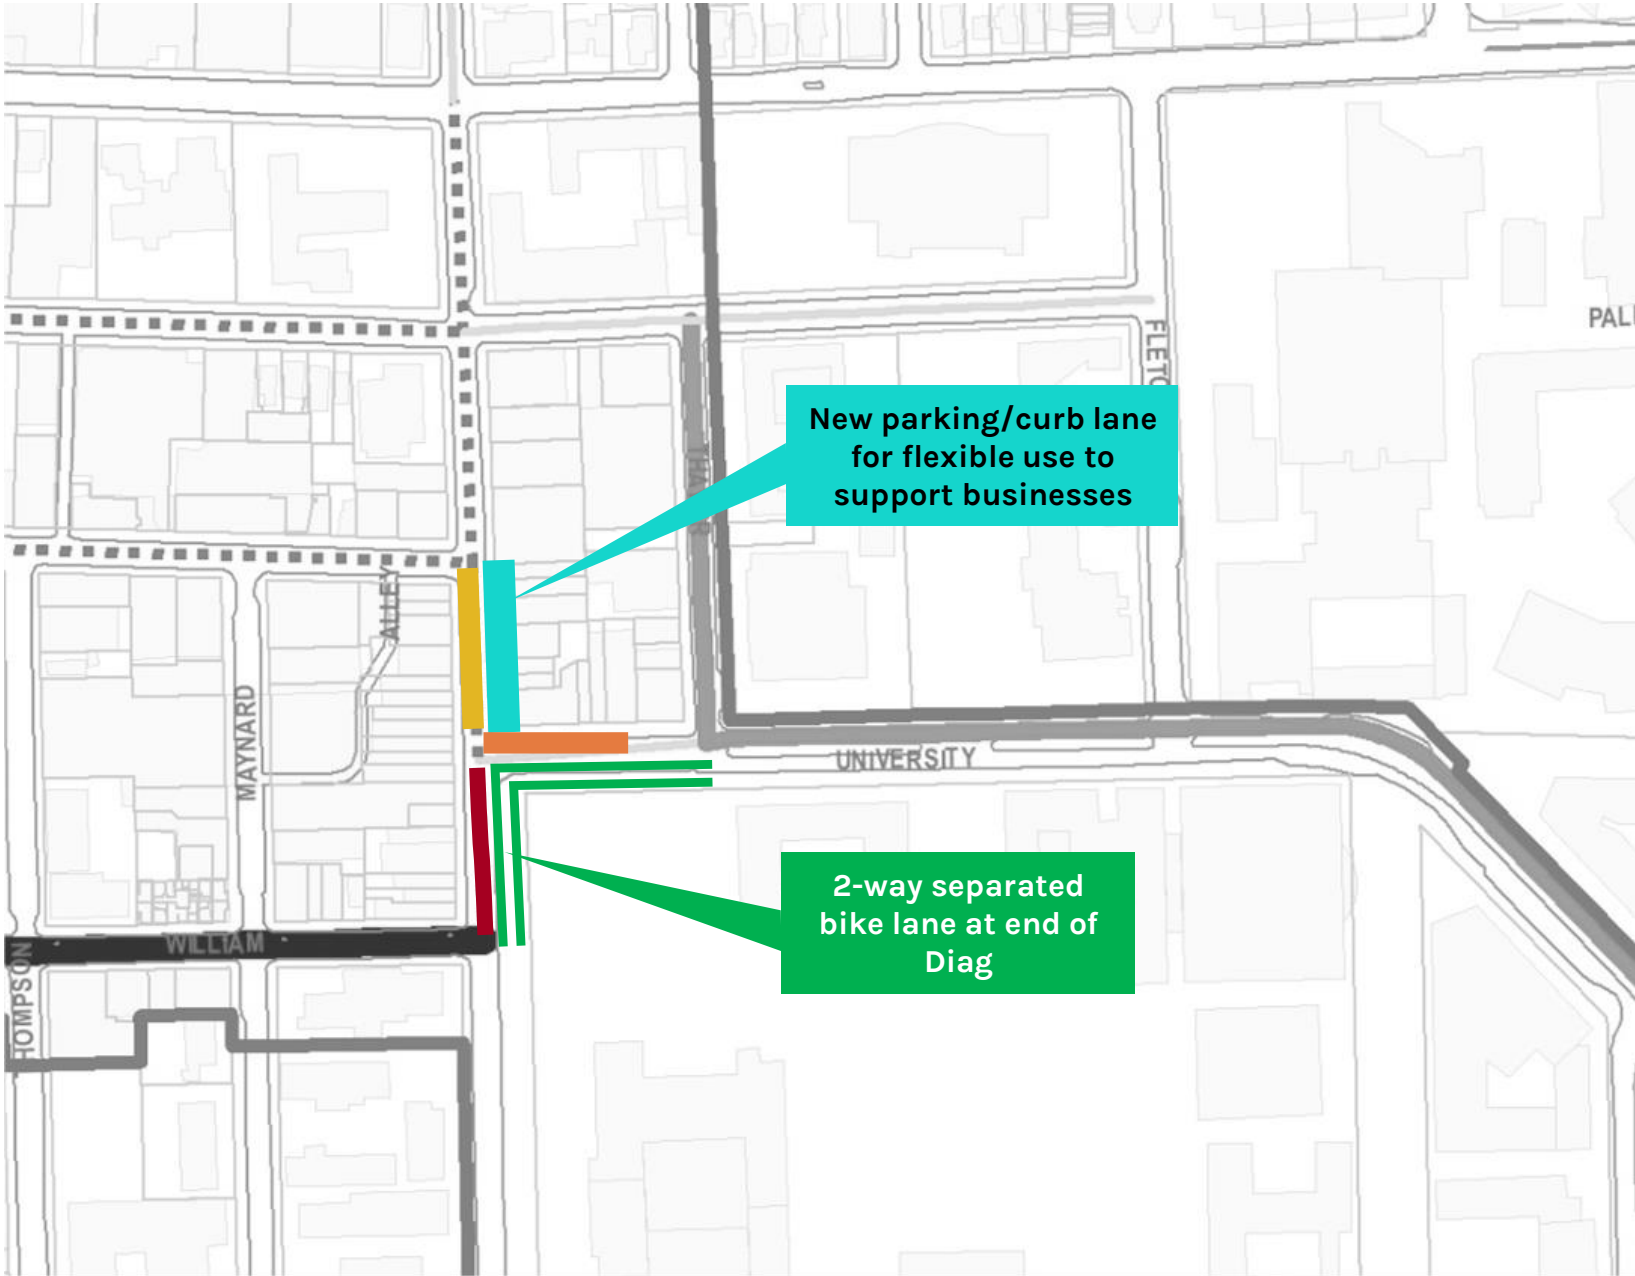 PAL
FLETC
New parking/curb lane
for flexible use to
support businesses
ALLEY
MAYNARD
UNIVERSITY
2-way separated
bike lane at end of
Diag
WILLIAM
HOMPSON